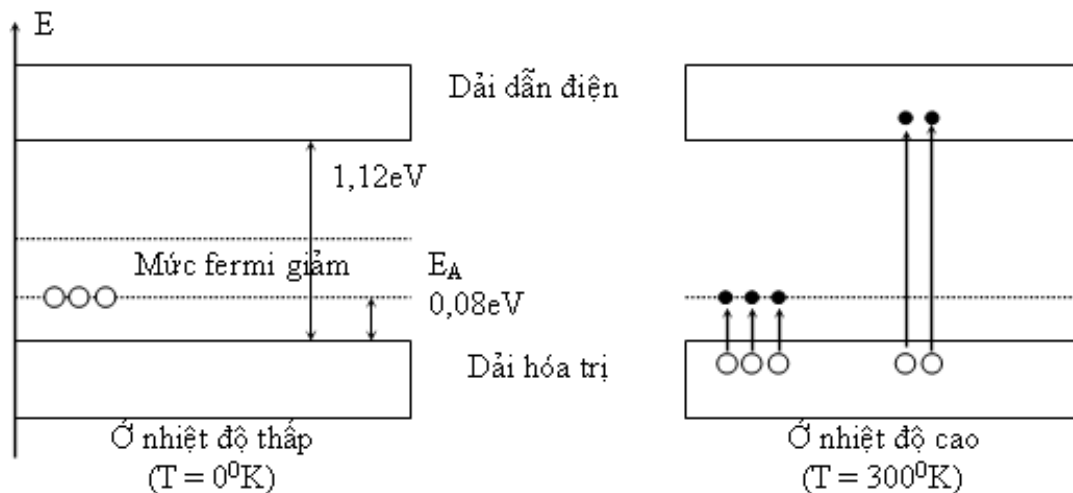 E
Dải dẫn điện
1,12eV
Mức fermi giảm
E_A
0,08eV
Dải hóa trị
Ở nhiệt độ thấp
(T = 0⁰K)
Ở nhiệt độ cao
(T = 300⁰K)